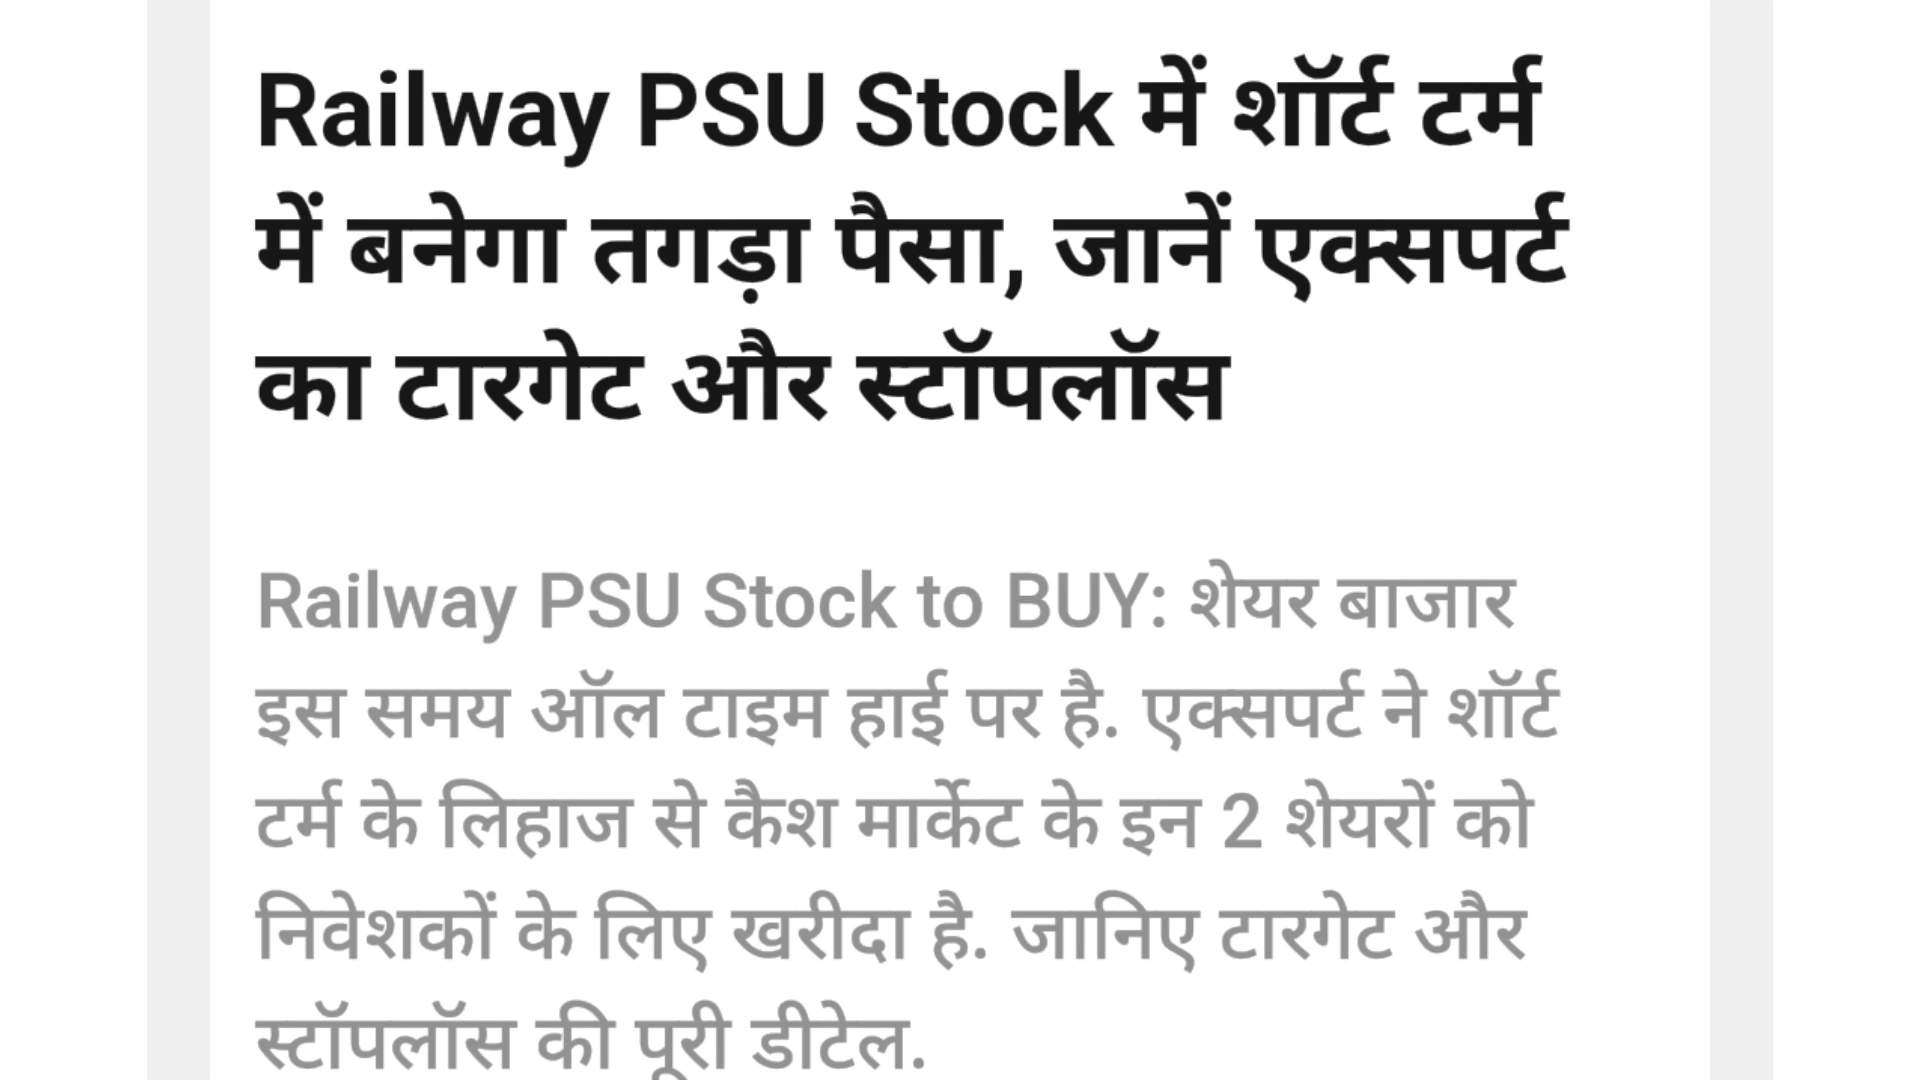 Railway PSU Stock में शॉर्ट टर्म
में बनेगा तगड़ा पैसा, जानें एक्सपर्ट
का टारगेट और स्टॉपलॉस
Railway PSU Stock to BUY: शेयर बाजार
इस समय ऑल टाइम हाई पर है. एक्सपर्ट ने शॉर्ट
टर्म के लिहाज से कैश मार्केट के इन 2 शेयरों को
निवेशकों के लिए खरीदा है. जानिए टारगेट और
स्टॉपलॉस की पूरी डीटेल.